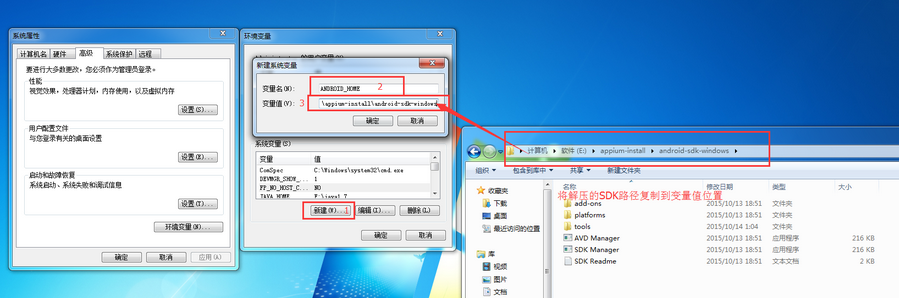 系统属性
计算机名 硬件 高级 系统保护 远程
要进行大多数更改，您必须作为管理员登录。
性能
视觉效果，处理器计划，内存使用，以及虚拟内存
设置(S)...
用户配置文件
与您登录有关的桌面设置
设置(E)...
启动和故障恢复
系统启动、系统失败和调试信息
设置(T)...
环境变量(N)...
确定 取消 应用(A)
环境变量
新建系统变量
变量名(N): ANDROID_HOME 2
变量值(V): 3 \appium-install\android-sdk-windows
确定 取消
系统变量(S)
变量 值
ComSpec C:\Windows\system32\cmd.exe
DEVMGR_SHOW_... 1
FP_NO_HOST_C... NO
JAVA_HOME F:\java1.7
新建(W)... 1 编辑(I)... 删除(L)
确定 取消
计算机 软件 (E:) appium-install android-sdk-windows
组织 包含到库中 共享 新建文件夹
收藏夹
下载
桌面
最近访问的位置
库
视频
图片
文档
名称 修改日期 类型 大小
将解压的SDK路径复制到变量值位置
add-ons 2015/10/13 18:51 文件夹
platforms 2015/10/13 18:51 文件夹
tools 2015/10/14 1:04 文件夹
AVD Manager 2015/10/13 18:51 应用程序 216 KB
SDK Manager 2015/10/13 18:51 应用程序 216 KB
SDK Readme 2015/10/13 18:51 文本文档 2 KB